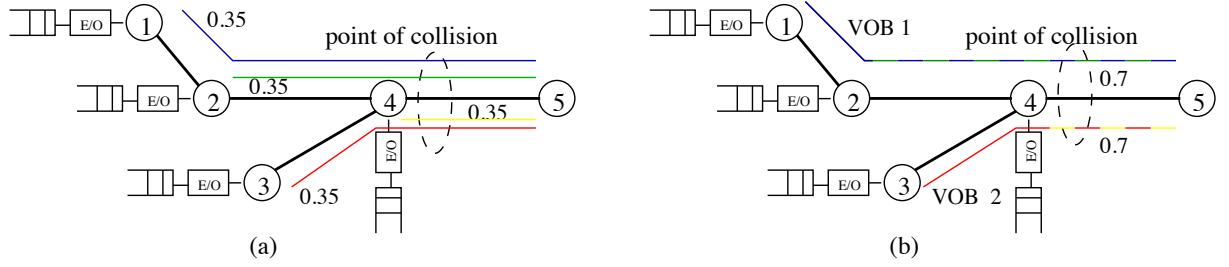 0.35
E/O
1
point of collision
0.35
E/O
2
4
5
0.35
E/O
E/O
3
0.35
(a)
VOB 1
E/O
1
point of collision
0.7
E/O
2
4
5
0.7
E/O
E/O
3
VOB 2
(b)